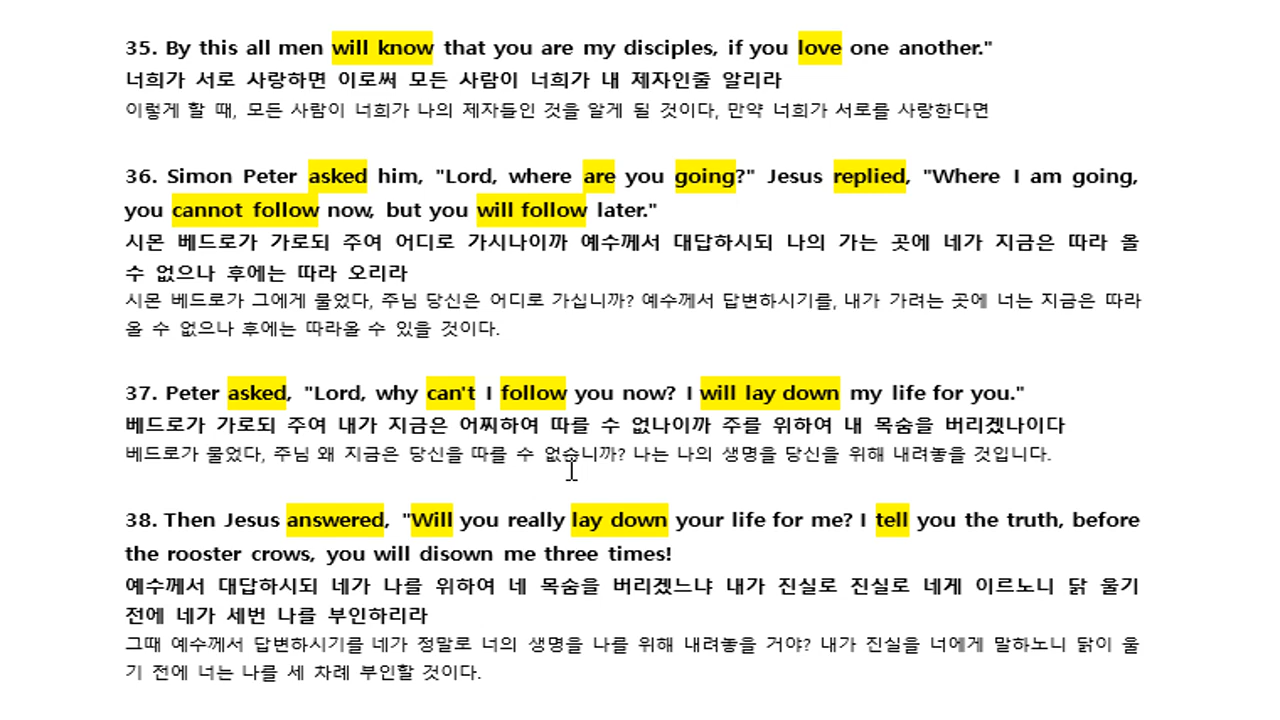 35. By this all men will know that you are my disciples, if you love one another."
너희가 서로 사랑하면 이로써 모든 사람이 너희가 내 제자인줄 알리라
이렇게 할 때, 모든 사람이 너희가 나의 제자들인 것을 알게 될 것이다, 만약 너희가 서로를 사랑한다면
36. Simon Peter asked him, "Lord, where are you going?" Jesus replied, "Where I am going,
you cannot follow now, but you will follow later."
시몬 베드로가 가로되 주여 어디로 가시나이까 예수께서 대답하시되 나의 가는 곳에 네가 지금은 따라 올
수 없으나 후에는 따라 오리라
시몬 베드로가 그에게 물었다, 주님 당신은 어디로 가십니까? 예수께서 답변하시기를, 내가 가려는 곳에 너는 지금은 따라
올 수 없으나 후에는 따라올 수 있을 것이다.
37. Peter asked, "Lord, why can't I follow you now? I will lay down my life for you."
베드로가 가로되 주여 내가 지금은 어찌하여 따를 수 없나이까 주를 위하여 내 목숨을 버리겠나이다
베드로가 물었다, 주님 왜 지금은 당신을 따를 수 없습니까? 나는 나의 생명을 당신을 위해 내려놓을 것입니다.
38. Then Jesus answered, "Will you really lay down your life for me? I tell you the truth, before
the rooster crows, you will disown me three times!
예수께서 대답하시되 네가 나를 위하여 네 목숨을 버리겠느냐 내가 진실로 진실로 네게 이르노니 닭 울기
전에 네가 세번 나를 부인하리라
그때 예수께서 답변하시기를 네가 정말로 너의 생명을 나를 위해 내려놓을 거야? 내가 진실을 너에게 말하노니 닭이 울
기 전에 너는 나를 세 차례 부인할 것이다.